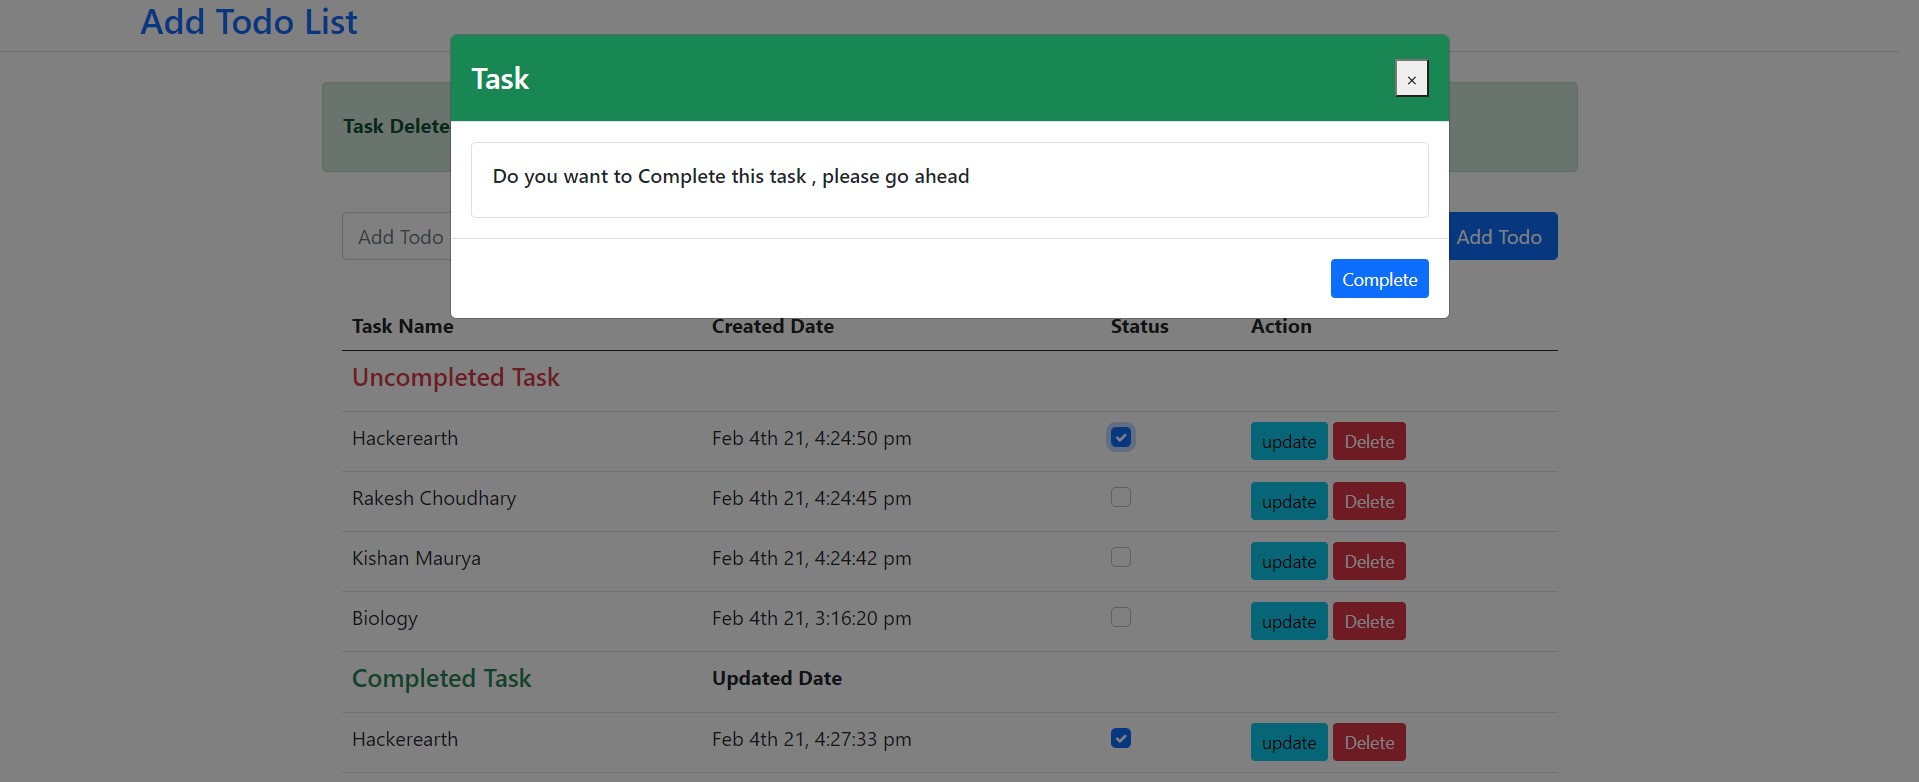 Add Todo List
Task
×
Task Delete
Do you want to Complete this task , please go ahead
Add Todo
Add Todo
Complete
Task Name Created Date Status Action
Uncompleted Task
Hackerearth Feb 4th 21, 4:24:50 pm update Delete
Rakesh Choudhary Feb 4th 21, 4:24:45 pm update Delete
Kishan Maurya Feb 4th 21, 4:24:42 pm update Delete
Biology Feb 4th 21, 3:16:20 pm update Delete
Completed Task Updated Date
Hackerearth Feb 4th 21, 4:27:33 pm update Delete